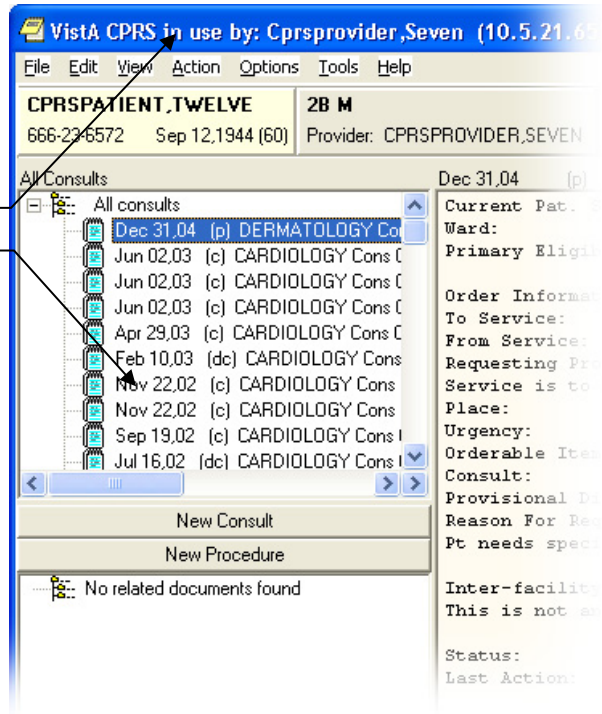 VistA CPRS in use by: Cprsprovider,Seven (10.5.21.6
File Edit View Action Options Tools Help
CPRSPATIENT,TWELVE
666-23-6572 Sep 12,1944 (60)
2B M
Provider: CPRSPROVIDER,SEVEN
All Consults
All consults
Dec 31,04 (p) DERMATOLOGY Co
Jun 02,03 (c) CARDIOLOGY Cons
Jun 02,03 (c) CARDIOLOGY Cons
Jun 02,03 (c) CARDIOLOGY Cons
Apr 29,03 (c) CARDIOLOGY Cons
Feb 10,03 (dc) CARDIOLOGY Cons
Nov 22,02 (c) CARDIOLOGY Cons
Nov 22,02 (c) CARDIOLOGY Cons
Sep 19,02 (c) CARDIOLOGY Cons
Jul 16,02 (dc) CARDIOLOGY Cons
New Consult
New Procedure
No related documents found
Dec 31,04 (p)
Current Pat. S
Ward:
Primary Eligib
Order Informat
To Service:
From Service:
Requesting Pro
Service is to
Place:
Urgency:
Orderable Item
Consult:
Provisional Di
Reason For Req
Pt needs spec
Inter-facility
This is not an
Status:
Last Action: